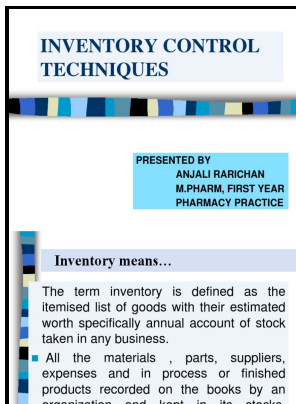 INVENTORY CONTROL
TECHNIQUES
PRESENTED BY
ANJALI RARICHAN
M.PHARM, FIRST YEAR
PHARMACY PRACTICE
Inventory means…
The term inventory is defined as the
itemised list of goods with their estimated
worth specifically annual account of stock
taken in any business.
All the materials , parts, suppliers,
expenses and in process or finished
products recorded on the books by an
organization and kept in its stocks,